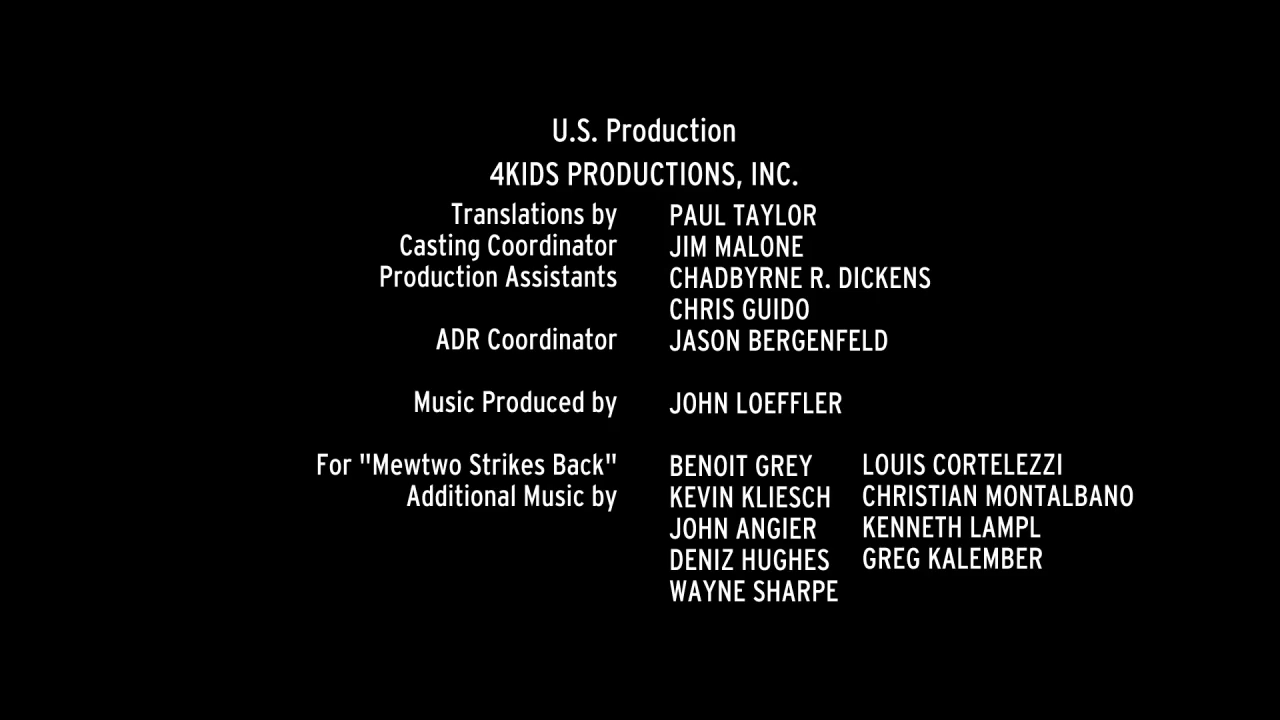 U.S. Production
4KIDS PRODUCTIONS, INC.
Translations by PAUL TAYLOR
Casting Coordinator JIM MALONE
Production Assistants CHADBYRNE R. DICKENS
CHRIS GUIDO
ADR Coordinator JASON BERGENFELD
Music Produced by JOHN LOEFFLER
For "Mewtwo Strikes Back" BENOIT GREY LOUIS CORTELEZZI
Additional Music by KEVIN KLIESCH CHRISTIAN MONTALBANO
JOHN ANGIER KENNETH LAMPL
DENIZ HUGHES GREG KALEMBER
WAYNE SHARPE